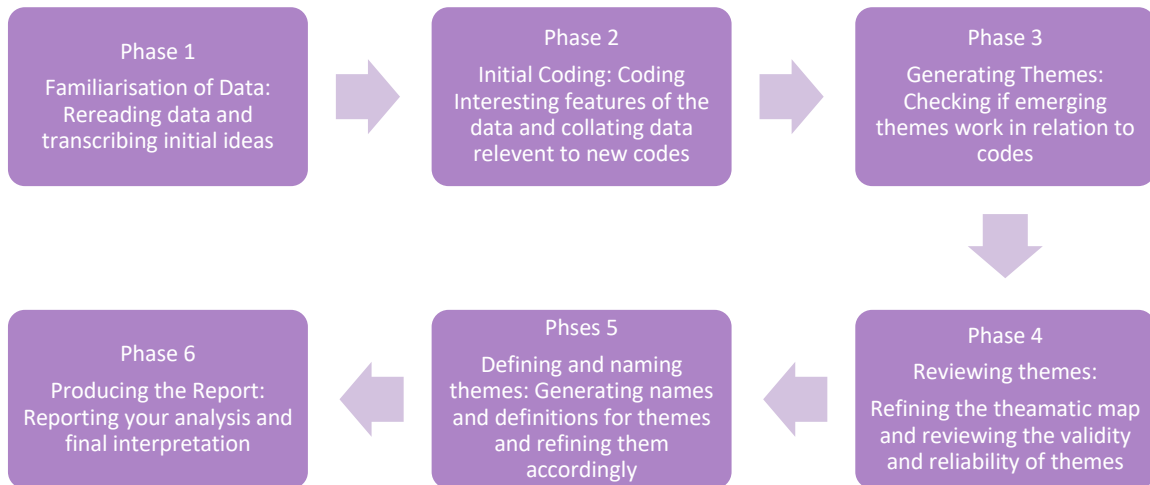 Phase 1
Familiarisation of Data:
Rereading data and
transcribing initial ideas
Phase 2
Initial Coding: Coding
Interesting features of the
data and collating data
relevent to new codes
Phase 3
Generating Themes:
Checking if emerging
themes work in relation to
codes
Phase 4
Reviewing themes:
Refining the theamatic map
and reviewing the validity
and reliability of themes
Phses 5
Defining and naming
themes: Generating names
and definitions for themes
and refining them
accordingly
Phase 6
Producing the Report:
Reporting your analysis and
final interpretation